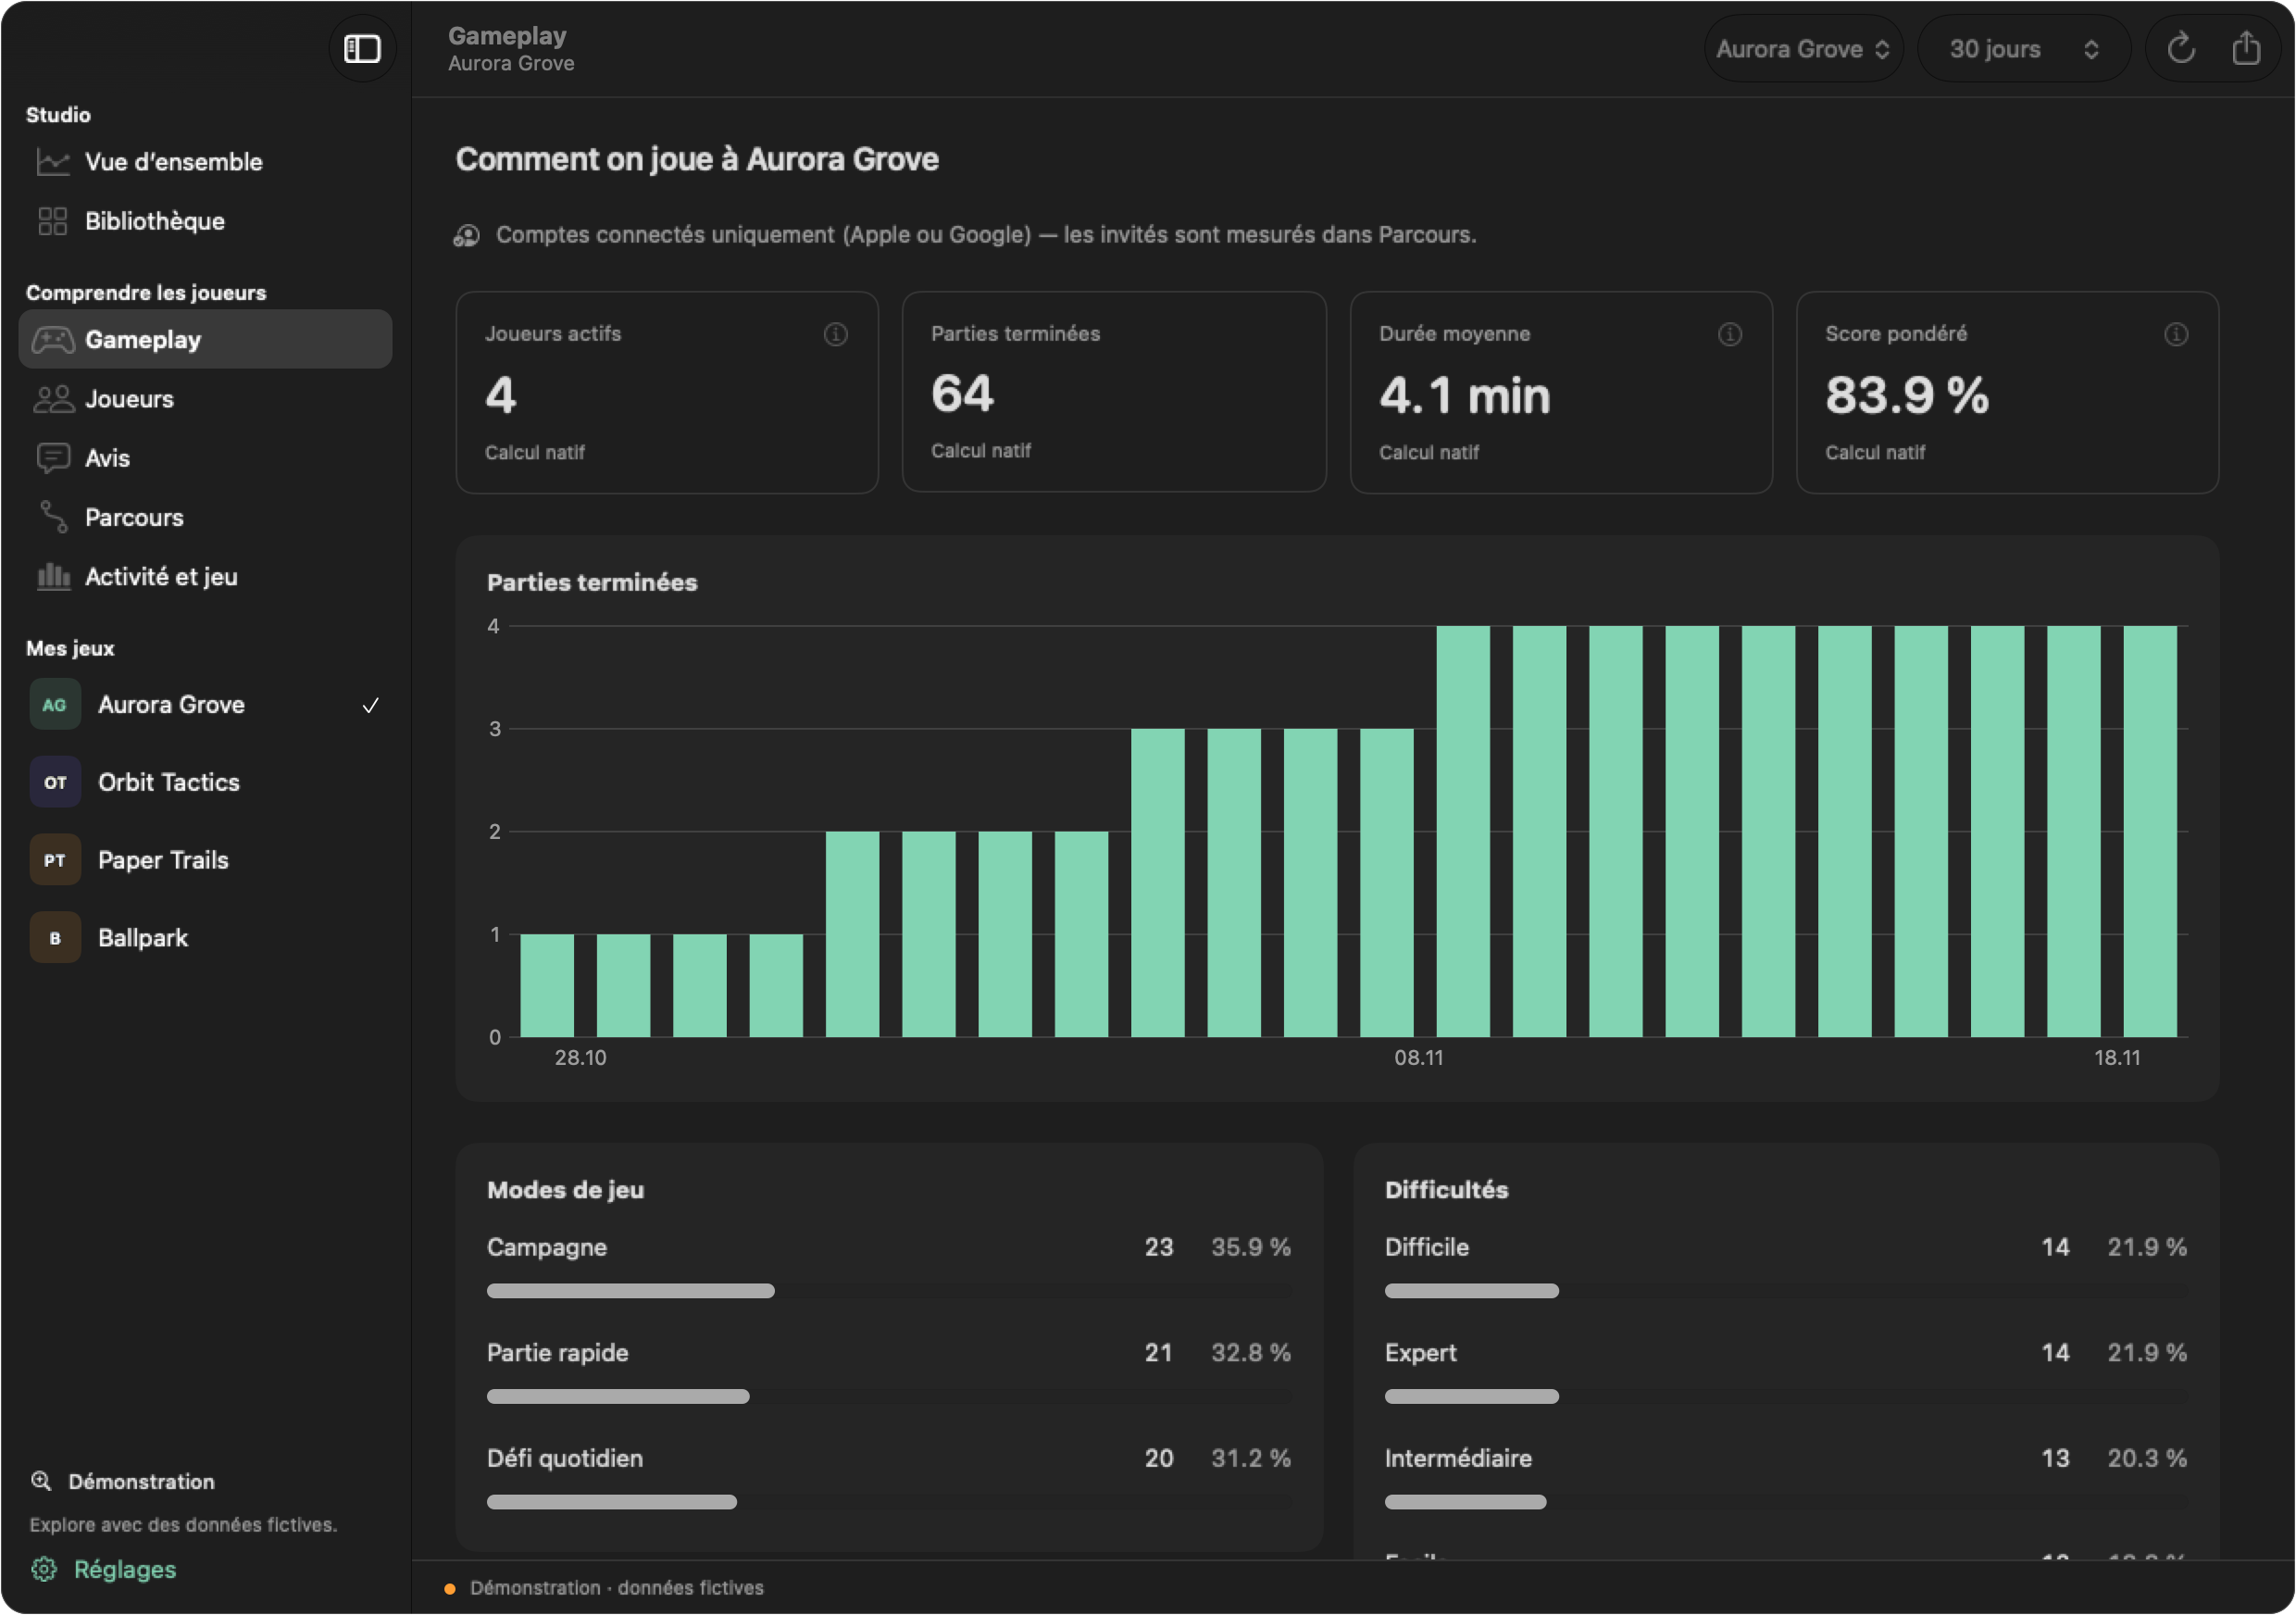 Gameplay
Aurora Grove
Aurora Grove
30 jours
Studio
Vue d’ensemble
Bibliothèque
Comprendre les joueurs
Gameplay
Joueurs
Avis
Parcours
Activité et jeu
Mes jeux
AG Aurora Grove
OT Orbit Tactics
PT Paper Trails
B Ballpark
Démonstration
Explore avec des données fictives.
Réglages
Comment on joue à Aurora Grove
Comptes connectés uniquement (Apple ou Google) — les invités sont mesurés dans Parcours.
Joueurs actifs
4
Calcul natif
Parties terminées
64
Calcul natif
Durée moyenne
4.1 min
Calcul natif
Score pondéré
83.9 %
Calcul natif
Parties terminées
4
3
2
1
0
28.10 08.11 18.11
Modes de jeu
Campagne 23 35.9 %
Partie rapide 21 32.8 %
Défi quotidien 20 31.2 %
Difficultés
Difficile 14 21.9 %
Expert 14 21.9 %
Intermédiaire 13 20.3 %
Démonstration · données fictives